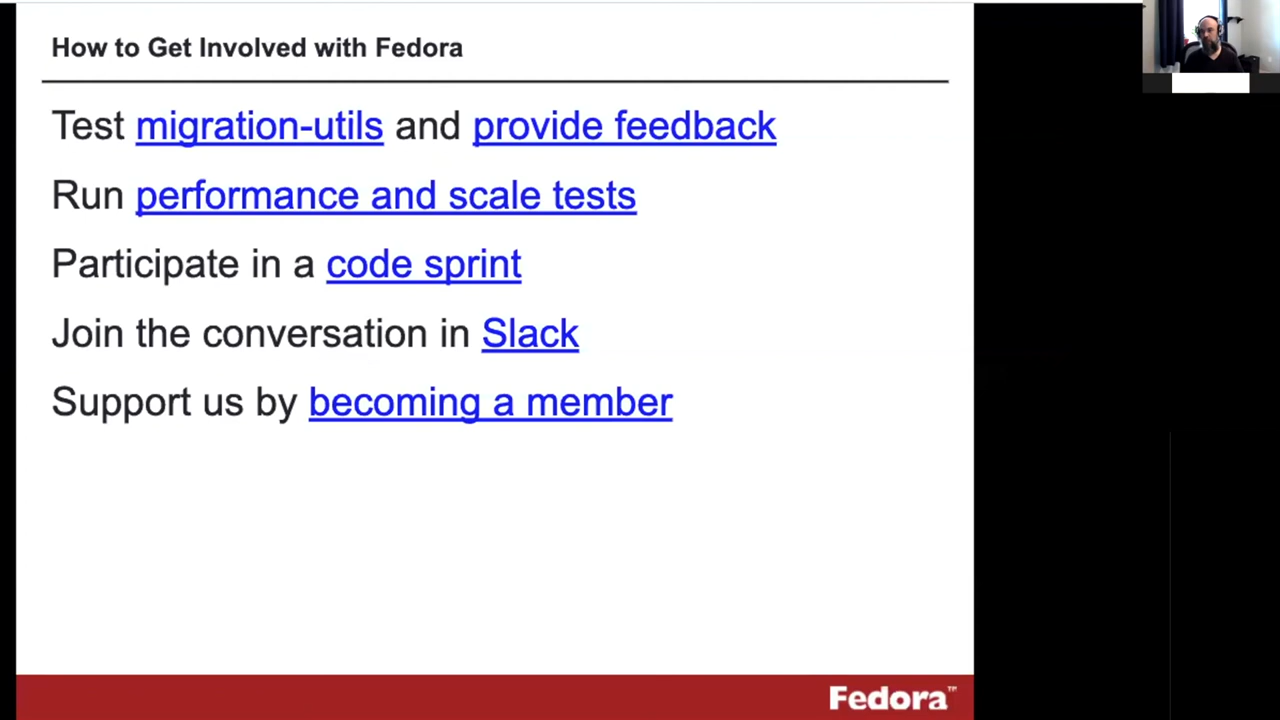 How to Get Involved with Fedora
Test migration-utils and provide feedback
Run performance and scale tests
Participate in a code sprint
Join the conversation in Slack
Support us by becoming a member
Fedora™